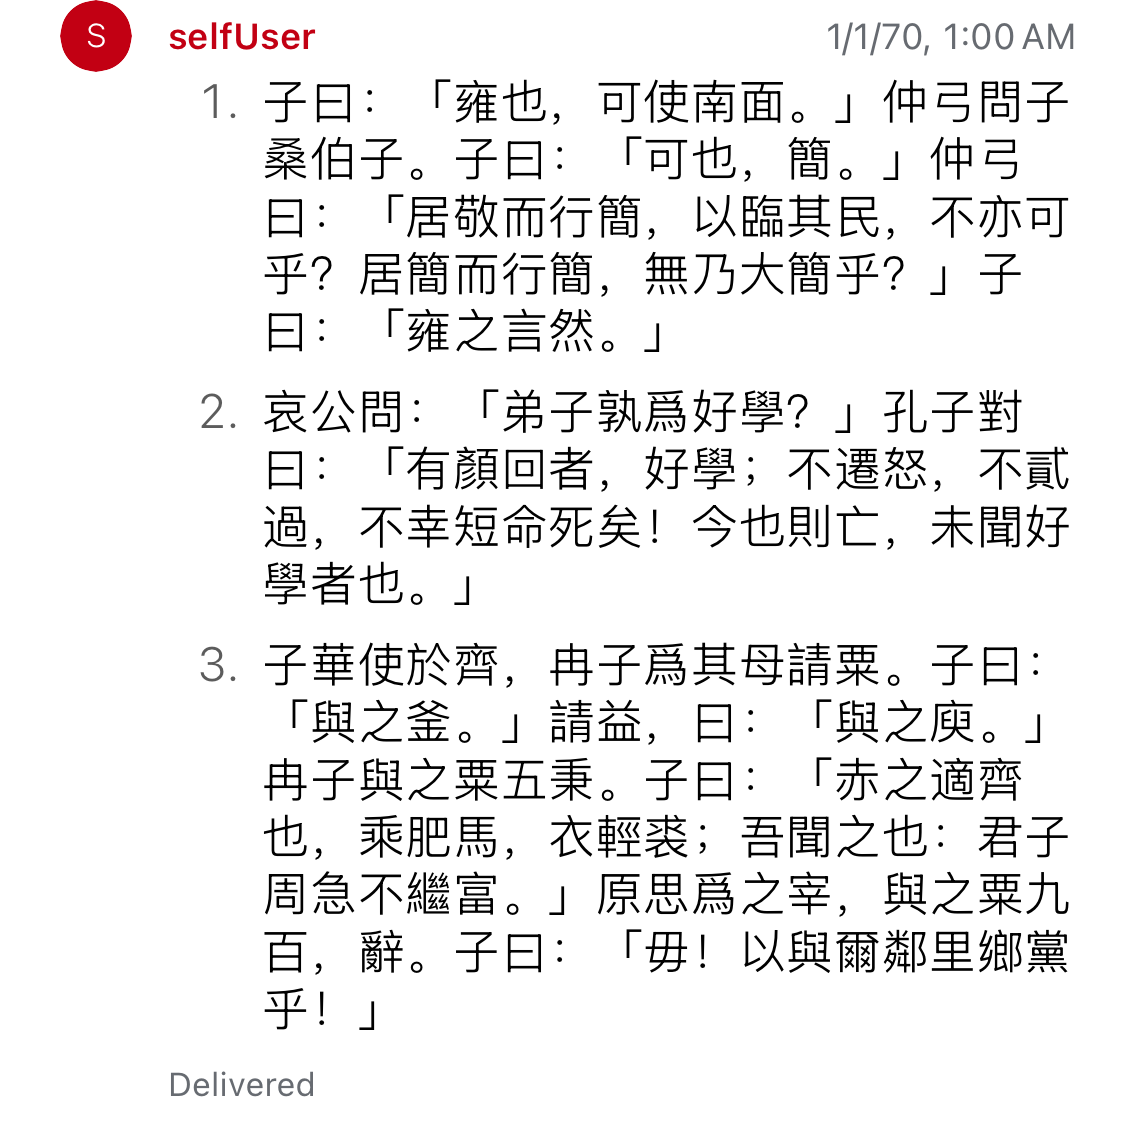 S
selfUser
1/1/70, 1:00 AM
1. 子曰：「雍也，可使南面。」仲弓問子
桑伯子。子曰：「可也，簡。」仲弓
曰：「居敬而行簡，以臨其民，不亦可
乎？居簡而行簡，無乃大簡乎？」子
曰：「雍之言然。」
2. 哀公問：「弟子孰爲好學？」孔子對
曰：「有顏回者，好學；不遷怒，不貳
過，不幸短命死矣！今也則亡，未聞好
學者也。」
3. 子華使於齊，冉子爲其母請粟。子曰：
「與之釜。」請益，曰：「與之庾。」
冉子與之粟五秉。子曰：「赤之適齊
也，乘肥馬，衣輕裘；吾聞之也：君子
周急不繼富。」原思爲之宰，與之粟九
百，辭。子曰：「毋！以與爾鄰里鄉黨
乎！」
Delivered